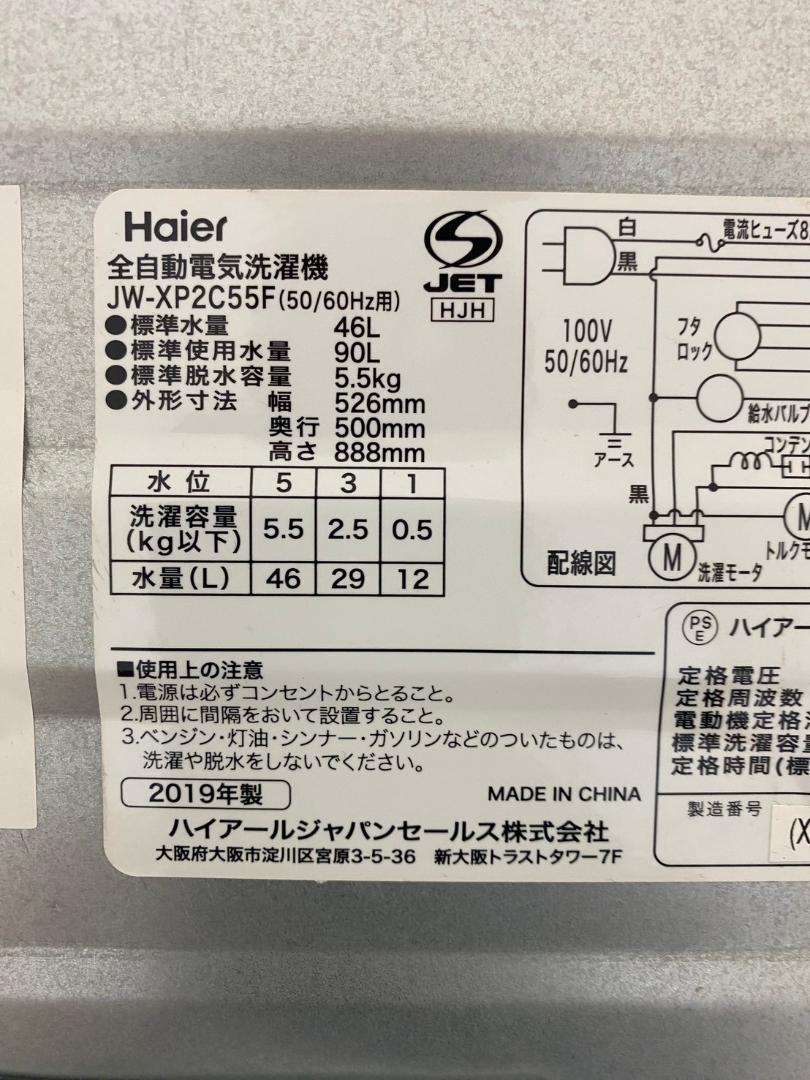 Haier
全自動電気洗濯機
JW-XP2C55F(50/60Hz用)
●標準水量 46L
●標準使用水量 90L
●標準脱水容量 5.5kg
●外形寸法 幅 526mm
奥行 500mm
高さ 888mm
水位 5 3 1
洗濯容量(kg以下) 5.5 2.5 0.5
水量(L) 46 29 12
S
JET
HJH
白
電流ヒューズ8
黒
100V
50/60Hz
フタ
ロック
給水バルブ
アース
コンデン
黒
M
M
トルクモ
洗濯モータ
配線図
■使用上の注意
1.電源は必ずコンセントからとること。
2.周囲に間隔をおいて設置すること。
3.ベンジン・灯油・シンナー・ガソリンなどのついたものは、
洗濯や脱水をしないでください。
2019年製
MADE IN CHINA
ハイアールジャパンセールス株式会社
大阪府大阪市淀川区宮原3-5-36 新大阪トラストタワー7F
PS
E
ハイアー
定格電圧
定格周波数
電動機定格
標準洗濯容量
定格時間(標
製造番号
(X